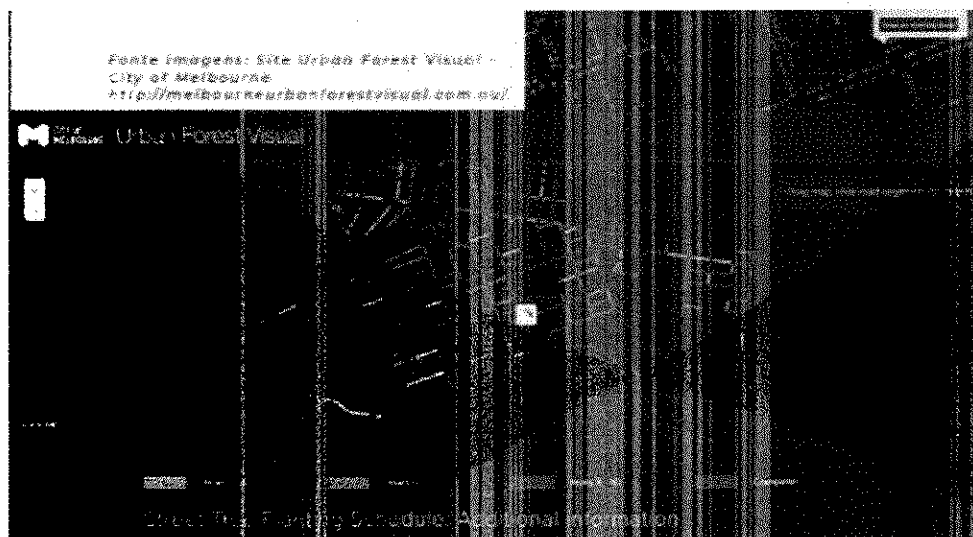 Fonte imagens: Site Urban Forest Visual -
City of Melbourne
http://melbourneurbanforestvisual.com.au/
Urban Forest Visual
Street Tree Planting Schedule: Additional information